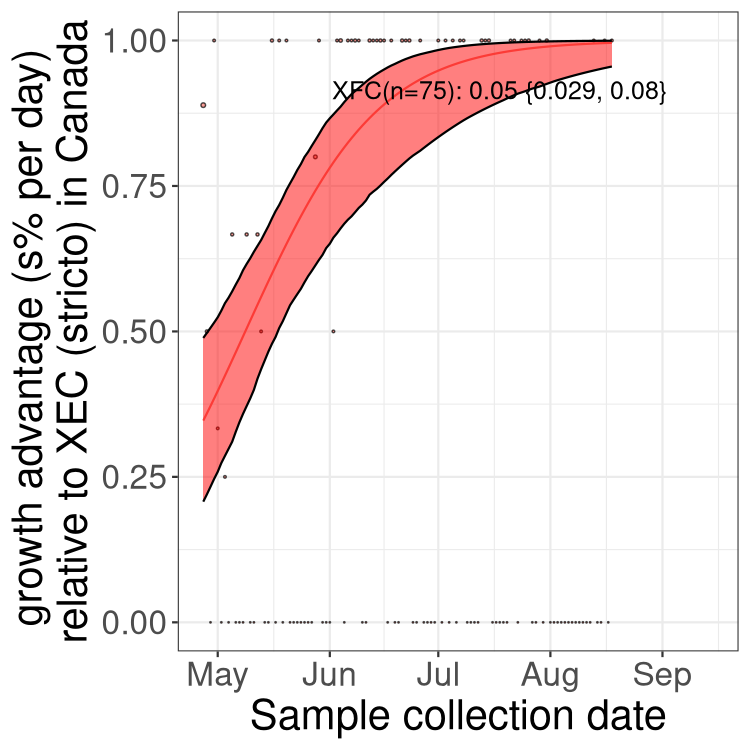 growth advantage (s% per day)
relative to XEC (stricto) in Canada
1.00
0.75
0.50
0.25
0.00
XFC(n=75): 0.05 {0.029, 0.08}
May Jun Jul Aug Sep
Sample collection date